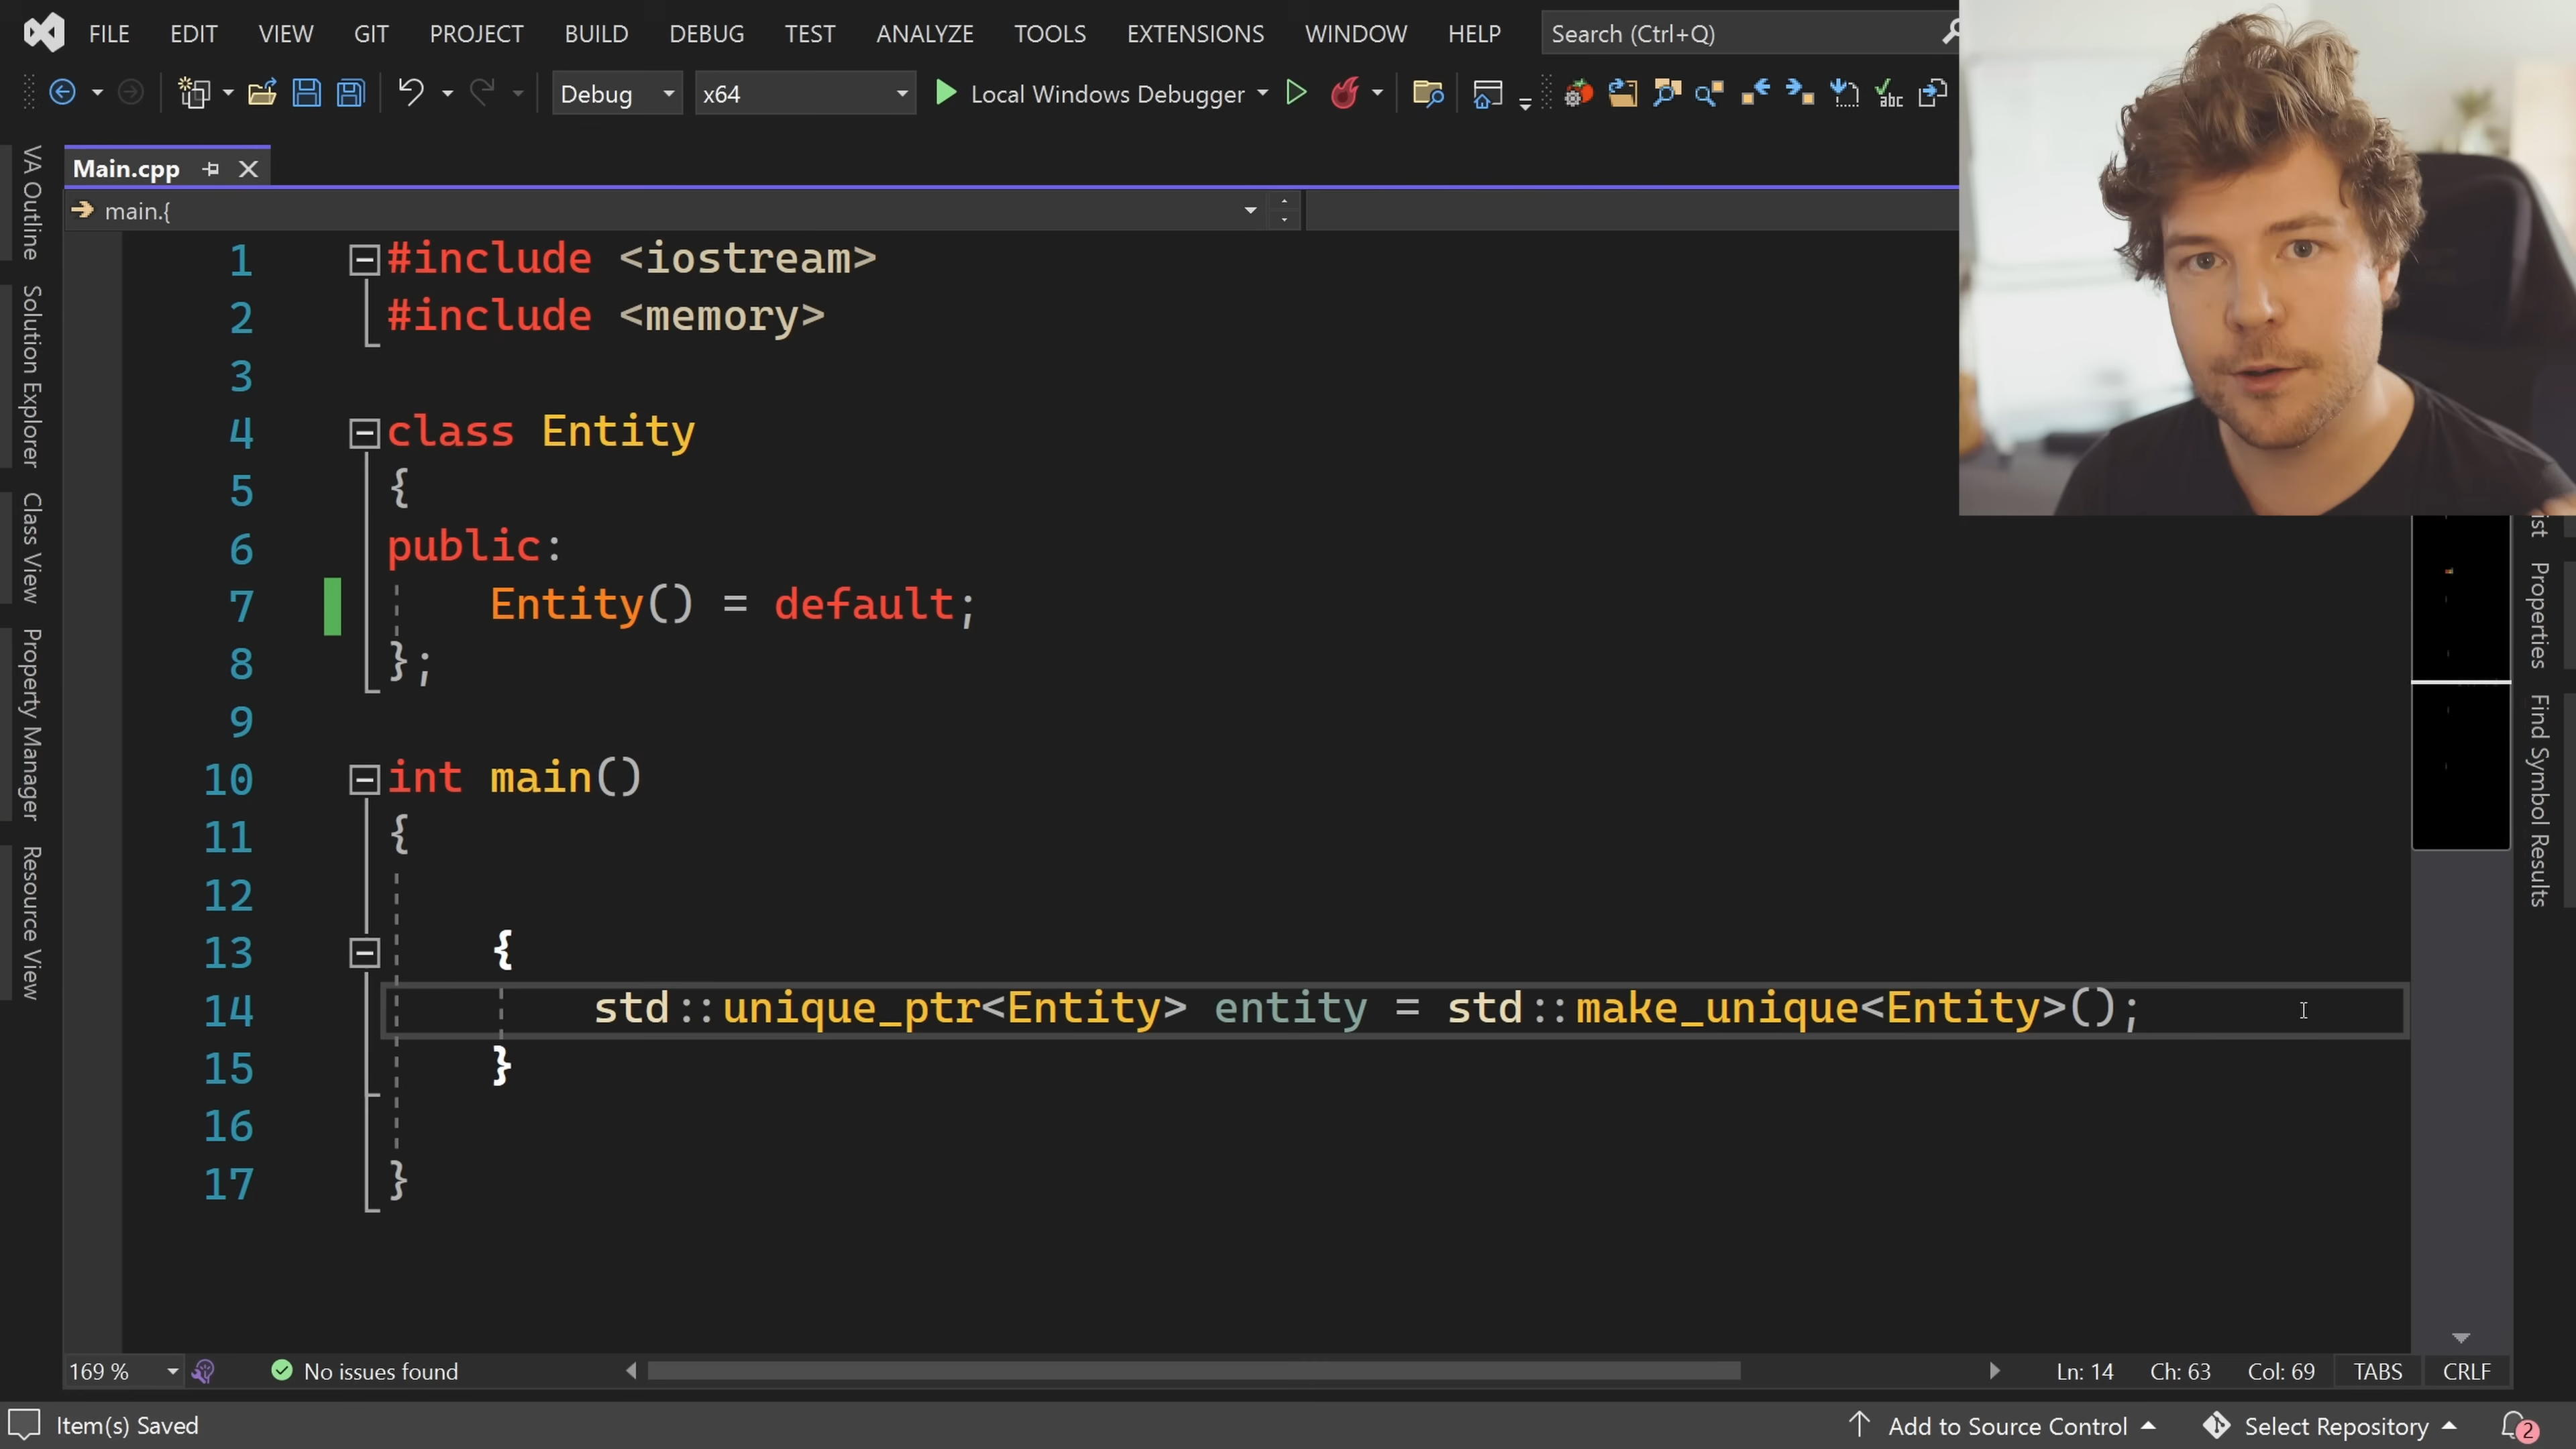 FILE EDIT VIEW GIT PROJECT BUILD DEBUG TEST ANALYZE TOOLS EXTENSIONS WINDOW HELP Search (Ctrl+Q)
Debug x64 Local Windows Debugger
Main.cpp
main.{
VA Outline
Solution Explorer
Class View
Property Manager
Resource View
1 #include <iostream>
2 #include <memory>
3
4 class Entity
5 {
6 public:
7 Entity() = default;
8 };
9
10 int main()
11 {
12
13 {
14 std::unique_ptr<Entity> entity = std::make_unique<Entity>();
15 }
16
17 }
Properties
Find Symbol Results
169 % No issues found Ln: 14 Ch: 63 Col: 69 TABS CRLF
Item(s) Saved Add to Source Control Select Repository 2